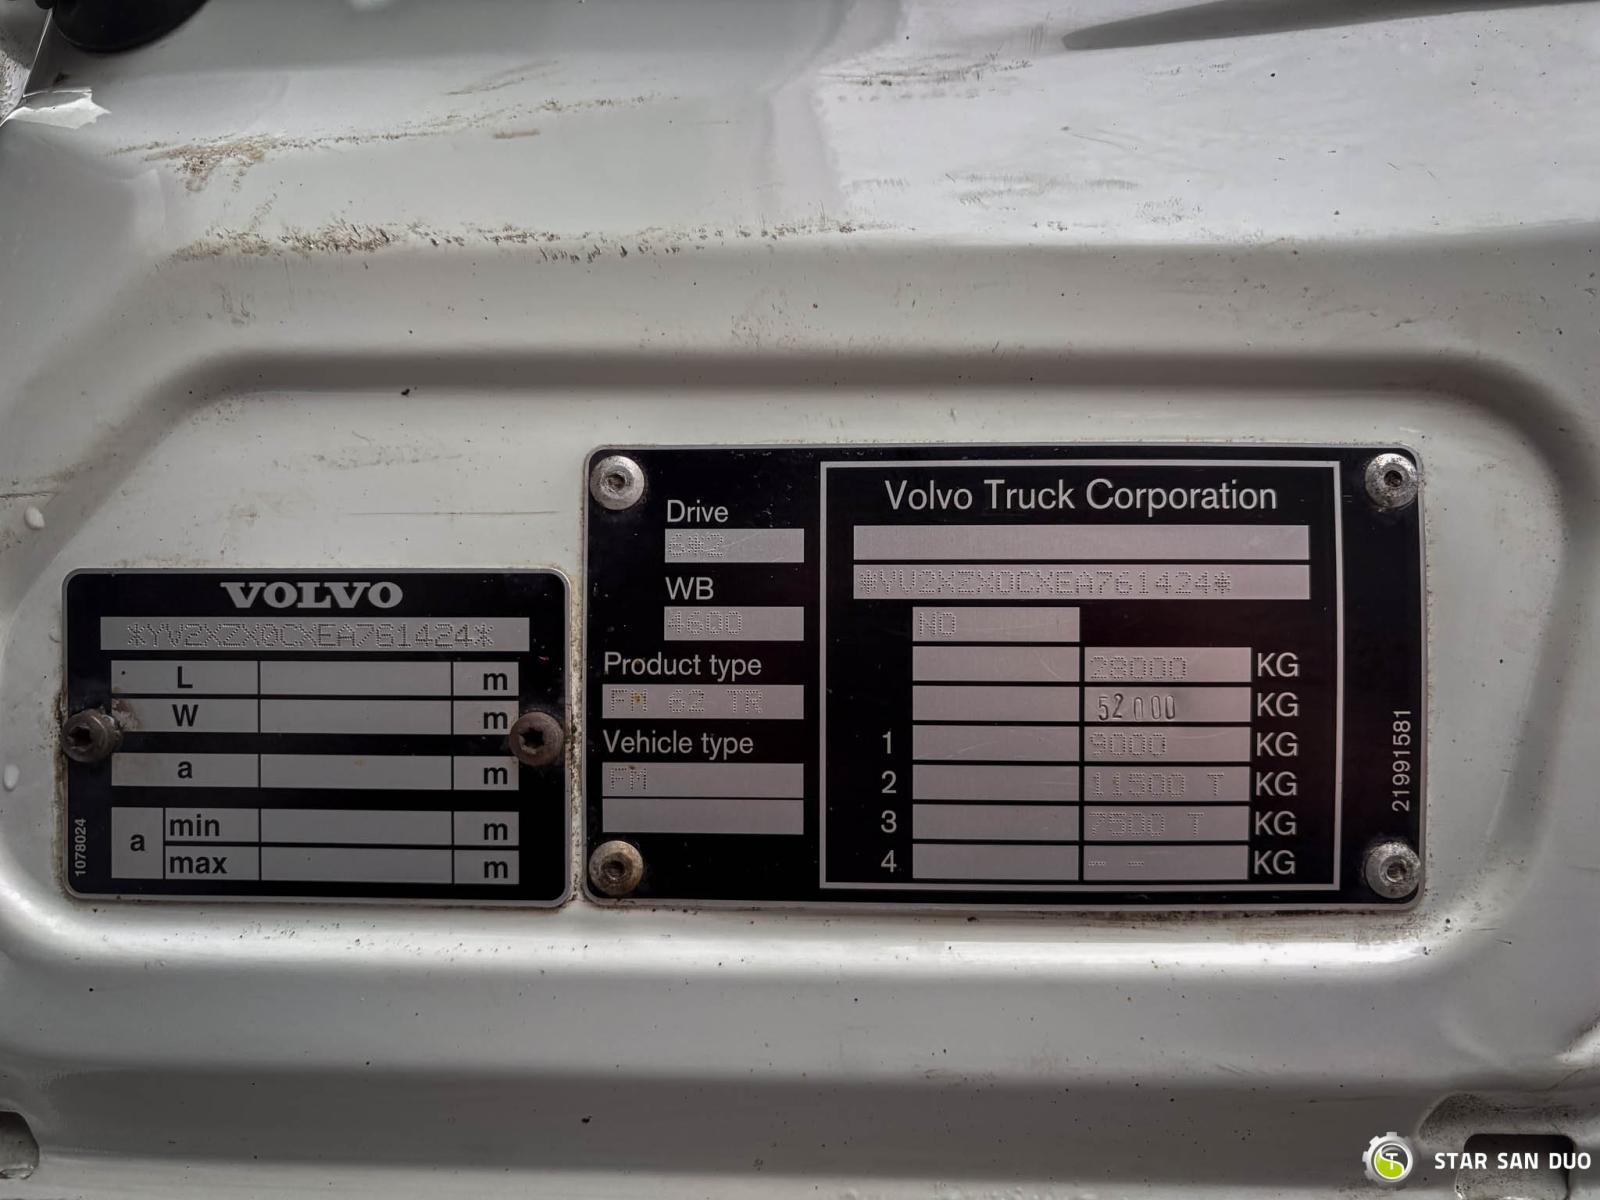 VOLVO
*YV2XZX0CXEA761424*
L m
W m
a m
a min m
max m
1078024
Drive
6*2
WB
4600
Product type
FM 62 TR
Vehicle type
FM
Volvo Truck Corporation
*YV2XZX0CXEA761424*
NO
28000 KG
52000 KG
1 9000 KG
2 11500 T KG
3 7500 T KG
4 -- KG
21991581
STAR SAN DUO